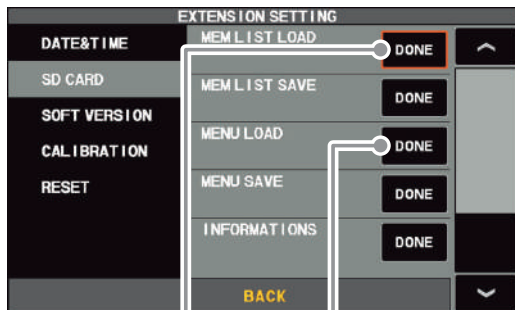 EXTENSION SETTING
DATE&TIME
SD CARD
SOFT VERSION
CALIBRATION
RESET
MEM LIST LOAD
DONE
MEM LIST SAVE
DONE
MENU LOAD
DONE
MENU SAVE
DONE
INFORMATIONS
DONE
BACK